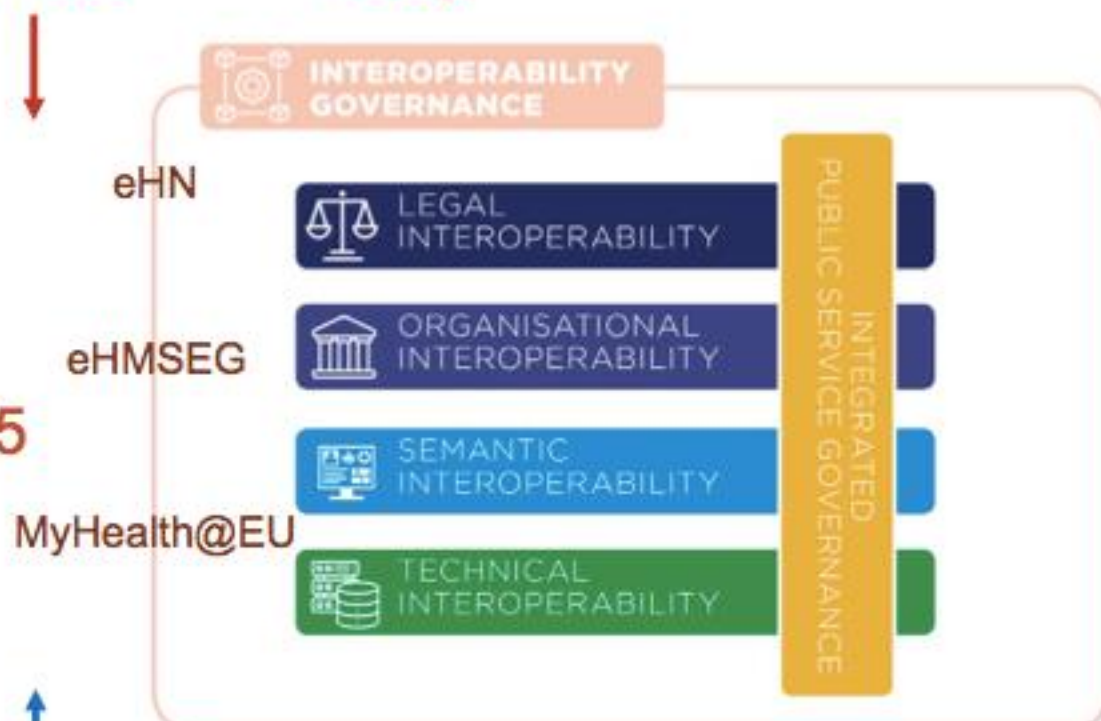 INTEROPERABILITY
GOVERNANCE
eHN
LEGAL
INTEROPERABILITY
eHMSEG
ORGANISATIONAL
INTEROPERABILITY
5
SEMANTIC
INTEROPERABILITY
MyHealth@EU
TECHNICAL
INTEROPERABILITY
INTEGRATED
PUBLIC SERVICE GOVERNANCE